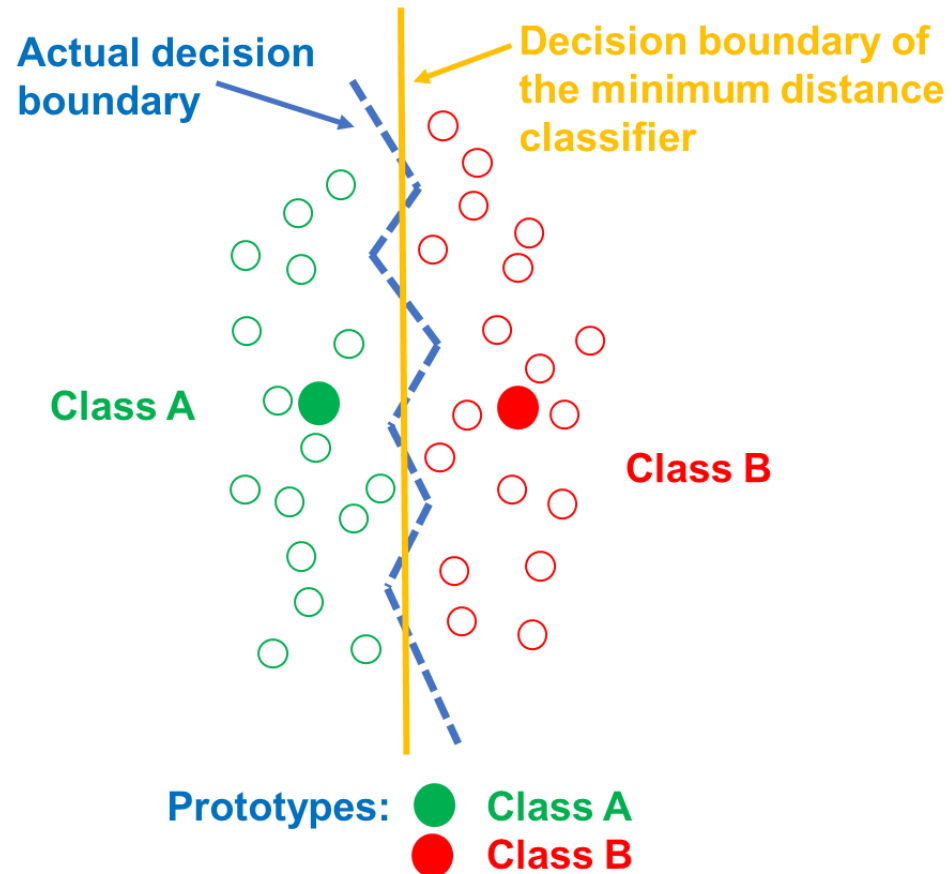 Actual decision
boundary
Decision boundary of
the minimum distance
classifier
Class A
Class B
Prototypes: Class A
Class B